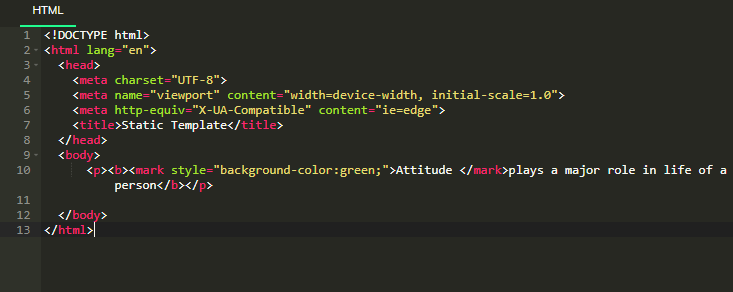 HTML
1 <!DOCTYPE html>
2 <html lang="en">
3 <head>
4 <meta charset="UTF-8">
5 <meta name="viewport" content="width=device-width, initial-scale=1.0">
6 <meta http-equiv="X-UA-Compatible" content="ie=edge">
7 <title>Static Template</title>
8 </head>
9 <body>
10 <p><b><mark style="background-color:green;">Attitude </mark>plays a major role in life of a
person</b></p>
11
12 </body>
13 </html>